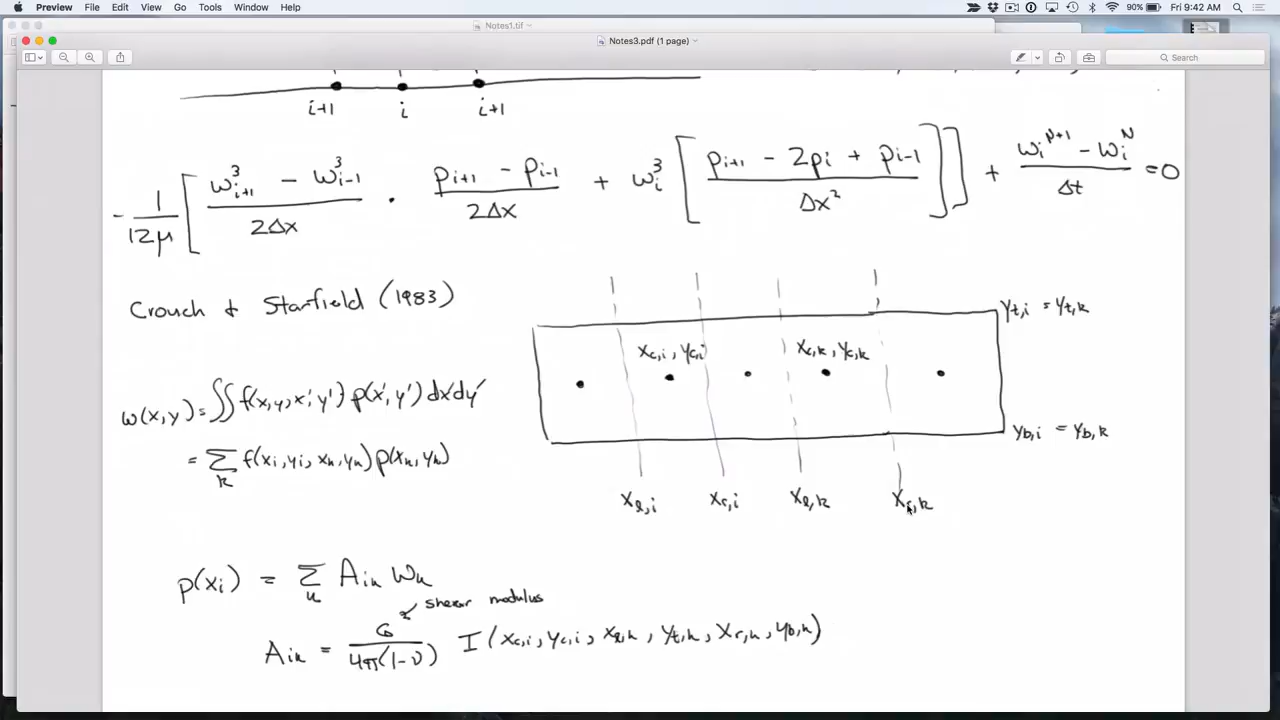 Preview File Edit View Go Tools Window Help 90% Fri 9:42 AM
Notes1.tif
Notes3.pdf (1 page)
Search
i+1 i i+1
- 1/12μ [ (w³i+1 - w³i-1)/2Δx · (pi+1 - pi-1)/2Δx + wi³ [ (pi+1 - 2pi + pi-1)/Δx² ] ] + (wi^N+1 - wi^N)/Δt = 0
Crouch & Starfield (1983)
yt,i = yt,k
xc,i, yc,i xc,k, yc,k
w(x,y) = ∬ f(x,y,x',y') p(x',y') dx'dy'
yb,i = yb,k
= Σk f(xi,yi,xk,yk) p(xk,yk)
xl,i xr,i xl,k xr,k
p(xi) = Σk Aik wk
shear modulus
Aik = G/4π(1-ν) I(xc,i, yc,i, xl,k, yt,k, xr,k, yb,k)